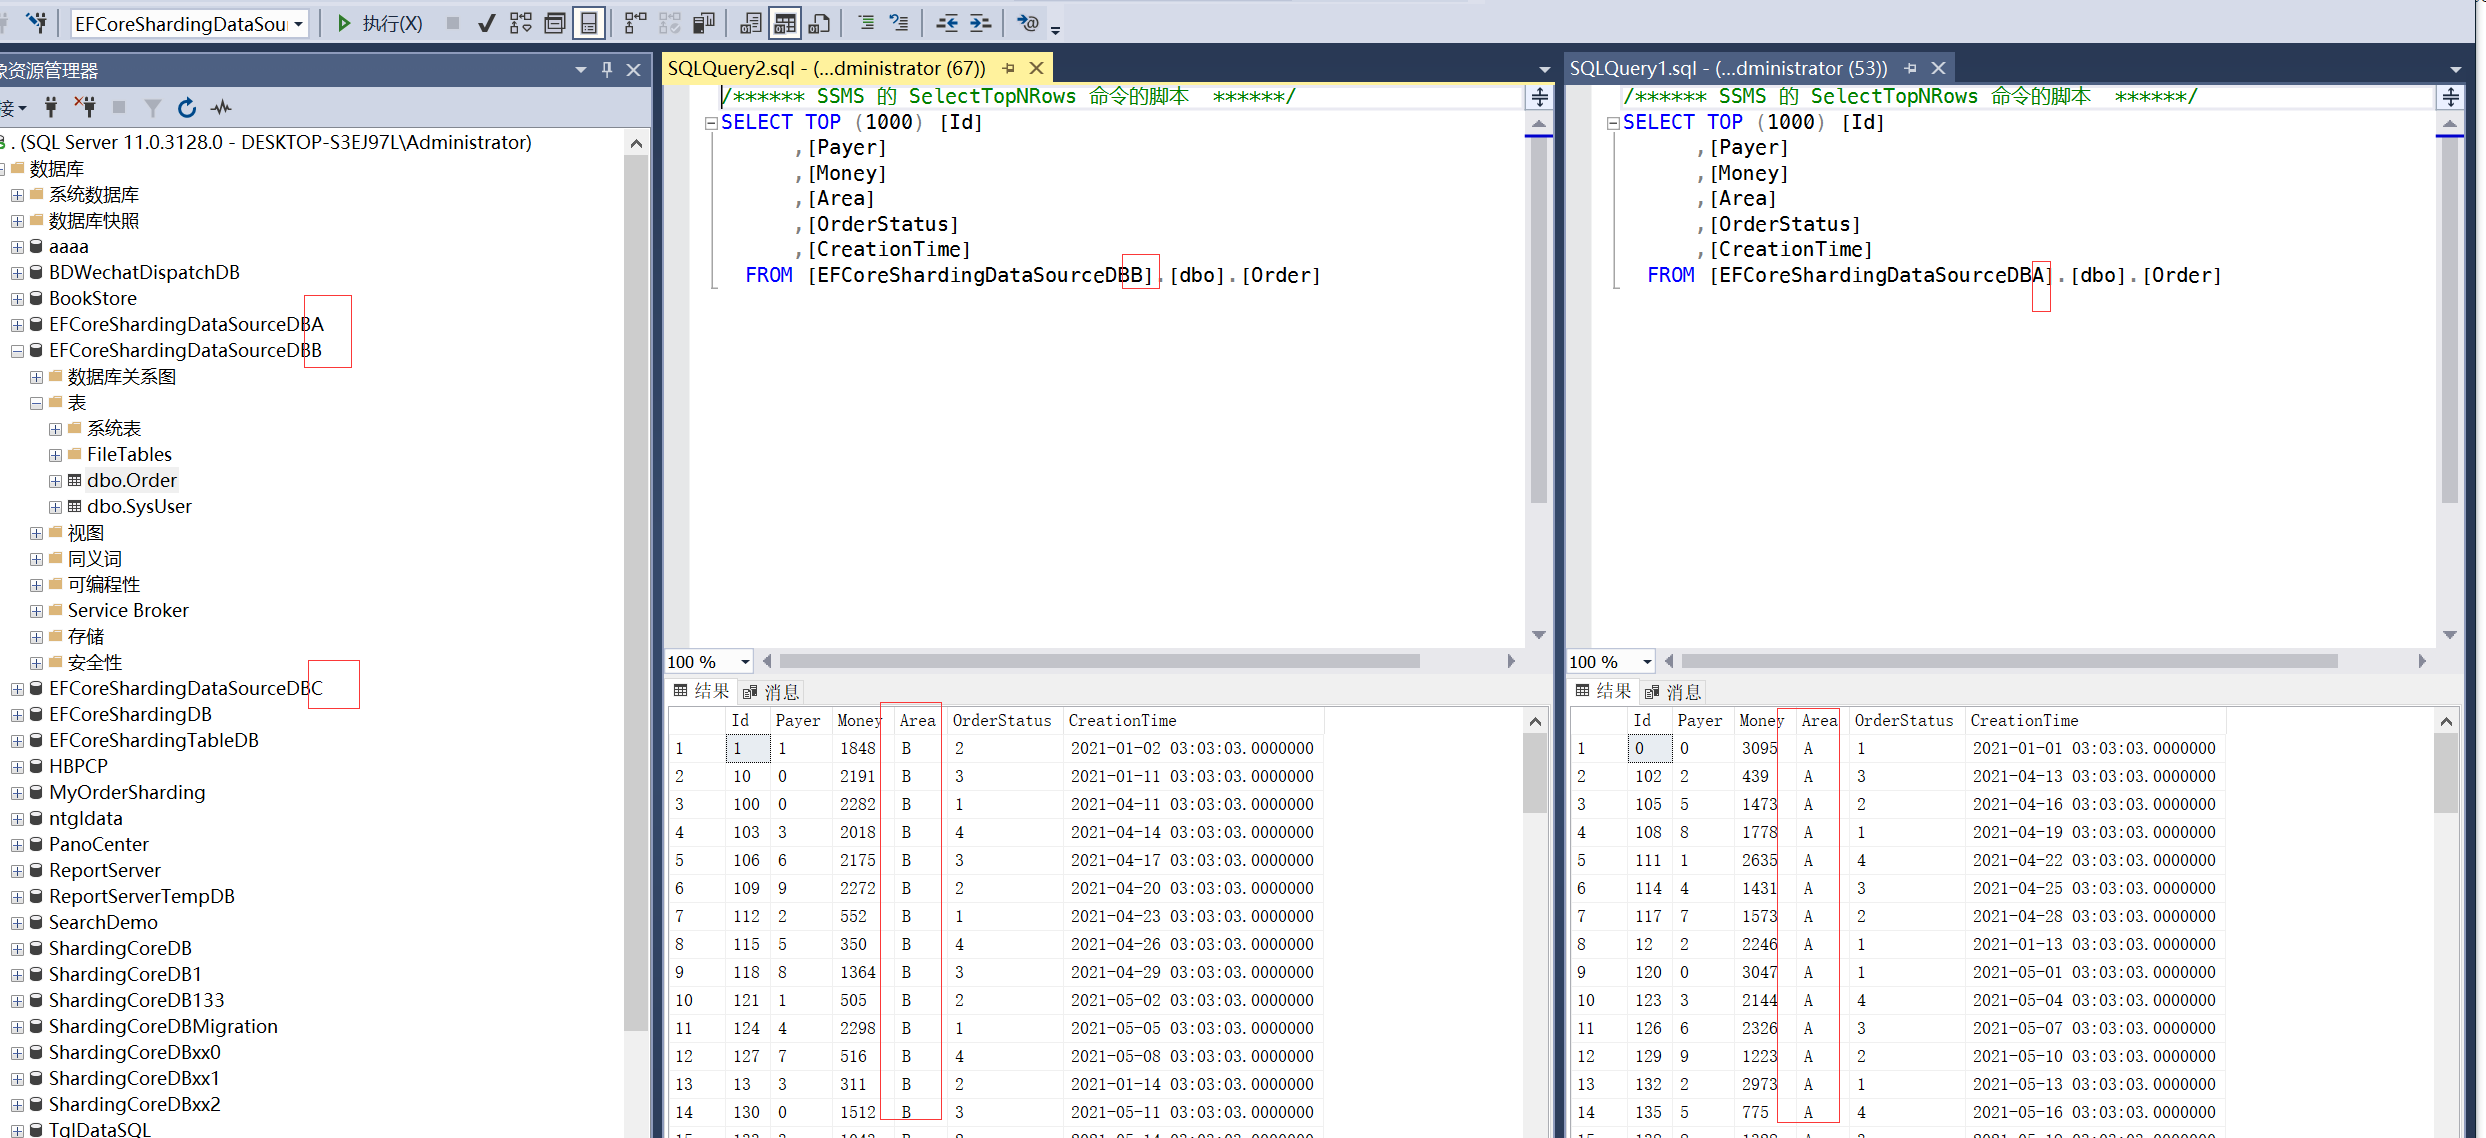 EFCoreShardingDataSou
执行(X)
象资源管理器
接
. (SQL Server 11.0.3128.0 - DESKTOP-S3EJ97L\Administrator)
数据库
系统数据库
数据库快照
aaaa
BDWechatDispatchDB
BookStore
EFCoreShardingDataSourceDBA
EFCoreShardingDataSourceDBB
数据库关系图
表
系统表
FileTables
dbo.Order
dbo.SysUser
视图
同义词
可编程性
Service Broker
存储
安全性
EFCoreShardingDataSourceDBC
EFCoreShardingDB
EFCoreShardingTableDB
HBPCP
MyOrderSharding
ntgldata
PanoCenter
ReportServer
ReportServerTempDB
SearchDemo
ShardingCoreDB
ShardingCoreDB1
ShardingCoreDB133
ShardingCoreDBMigration
ShardingCoreDBxx0
ShardingCoreDBxx1
ShardingCoreDBxx2
TglDataSQL
SQLQuery2.sql - (...dministrator (67))
/****** SSMS 的 SelectTopNRows 命令的脚本  ******/
SELECT TOP (1000) [Id]
,[Payer]
,[Money]
,[Area]
,[OrderStatus]
,[CreationTime]
FROM [EFCoreShardingDataSourceDBB].[dbo].[Order]
100 %
结果 消息
Id Payer Money Area OrderStatus CreationTime
1 1 1 1848 B 2 2021-01-02 03:03:03.0000000
2 10 0 2191 B 3 2021-01-11 03:03:03.0000000
3 100 0 2282 B 1 2021-04-11 03:03:03.0000000
4 103 3 2018 B 4 2021-04-14 03:03:03.0000000
5 106 6 2175 B 3 2021-04-17 03:03:03.0000000
6 109 9 2272 B 2 2021-04-20 03:03:03.0000000
7 112 2 552 B 1 2021-04-23 03:03:03.0000000
8 115 5 350 B 4 2021-04-26 03:03:03.0000000
9 118 8 1364 B 3 2021-04-29 03:03:03.0000000
10 121 1 505 B 2 2021-05-02 03:03:03.0000000
11 124 4 2298 B 1 2021-05-05 03:03:03.0000000
12 127 7 516 B 4 2021-05-08 03:03:03.0000000
13 13 3 311 B 2 2021-01-14 03:03:03.0000000
14 130 0 1512 B 3 2021-05-11 03:03:03.0000000
SQLQuery1.sql - (...dministrator (53))
/****** SSMS 的 SelectTopNRows 命令的脚本  ******/
SELECT TOP (1000) [Id]
,[Payer]
,[Money]
,[Area]
,[OrderStatus]
,[CreationTime]
FROM [EFCoreShardingDataSourceDBA].[dbo].[Order]
100 %
结果 消息
Id Payer Money Area OrderStatus CreationTime
1 0 0 3095 A 1 2021-01-01 03:03:03.0000000
2 102 2 439 A 3 2021-04-13 03:03:03.0000000
3 105 5 1473 A 2 2021-04-16 03:03:03.0000000
4 108 8 1778 A 1 2021-04-19 03:03:03.0000000
5 111 1 2635 A 4 2021-04-22 03:03:03.0000000
6 114 4 1431 A 3 2021-04-25 03:03:03.0000000
7 117 7 1573 A 2 2021-04-28 03:03:03.0000000
8 12 2 2246 A 1 2021-01-13 03:03:03.0000000
9 120 0 3047 A 1 2021-05-01 03:03:03.0000000
10 123 3 2144 A 4 2021-05-04 03:03:03.0000000
11 126 6 2326 A 3 2021-05-07 03:03:03.0000000
12 129 9 1223 A 2 2021-05-10 03:03:03.0000000
13 132 2 2973 A 1 2021-05-13 03:03:03.0000000
14 135 5 775 A 4 2021-05-16 03:03:03.0000000